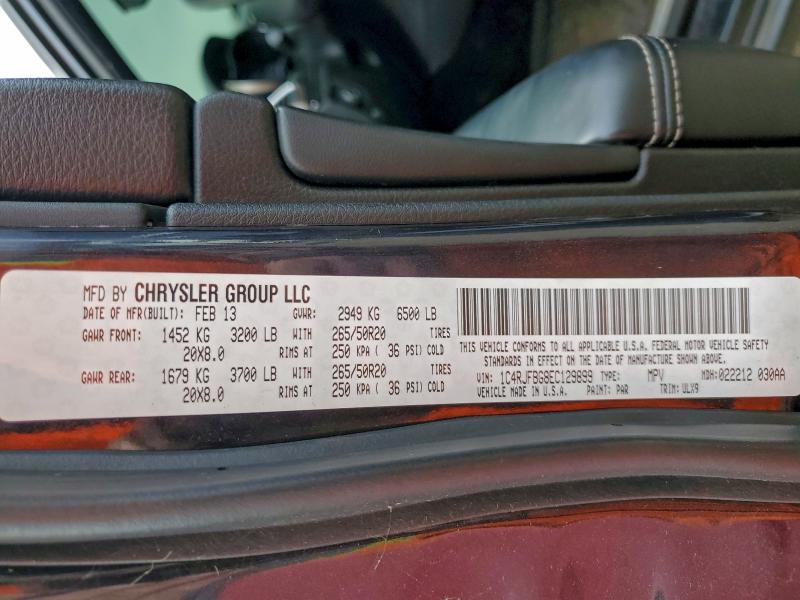 MFD BY CHRYSLER GROUP LLC
DATE OF MFR(BUILT): FEB 13 GVWR: 2949 KG 6500 LB
GAWR FRONT: 1452 KG 3200 LB WITH 265/50R20 TIRES
20X8.0 RIMS AT 250 KPA ( 36 PSI) COLD
GAWR REAR: 1679 KG 3700 LB WITH 265/50R20 TIRES
20X8.0 RIMS AT 250 KPA ( 36 PSI) COLD
THIS VEHICLE CONFORMS TO ALL APPLICABLE U.S.A. FEDERAL MOTOR VEHICLE SAFETY
STANDARDS IN EFFECT ON THE DATE OF MANUFACTURE SHOWN ABOVE.
VIN: 1C4RJFBG8EC129899 TYPE: MPV MDH: 022212 030AA
VEHICLE MADE IN U.S.A. PAINT: PAR TRIM: ULX9